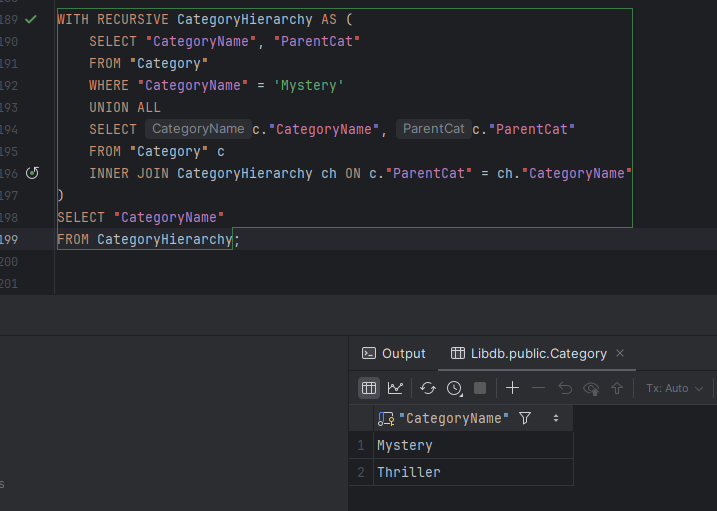 189 WITH RECURSIVE CategoryHierarchy AS (
190 SELECT "CategoryName", "ParentCat"
191 FROM "Category"
192 WHERE "CategoryName" = 'Mystery'
193 UNION ALL
194 SELECT CategoryName c."CategoryName", ParentCat c."ParentCat"
195 FROM "Category" c
196 INNER JOIN CategoryHierarchy ch ON c."ParentCat" = ch."CategoryName"
197 )
198 SELECT "CategoryName"
199 FROM CategoryHierarchy;
200
201
Output Libdb.public.Category ×
Tx: Auto
"CategoryName"
1 Mystery
2 Thriller
s